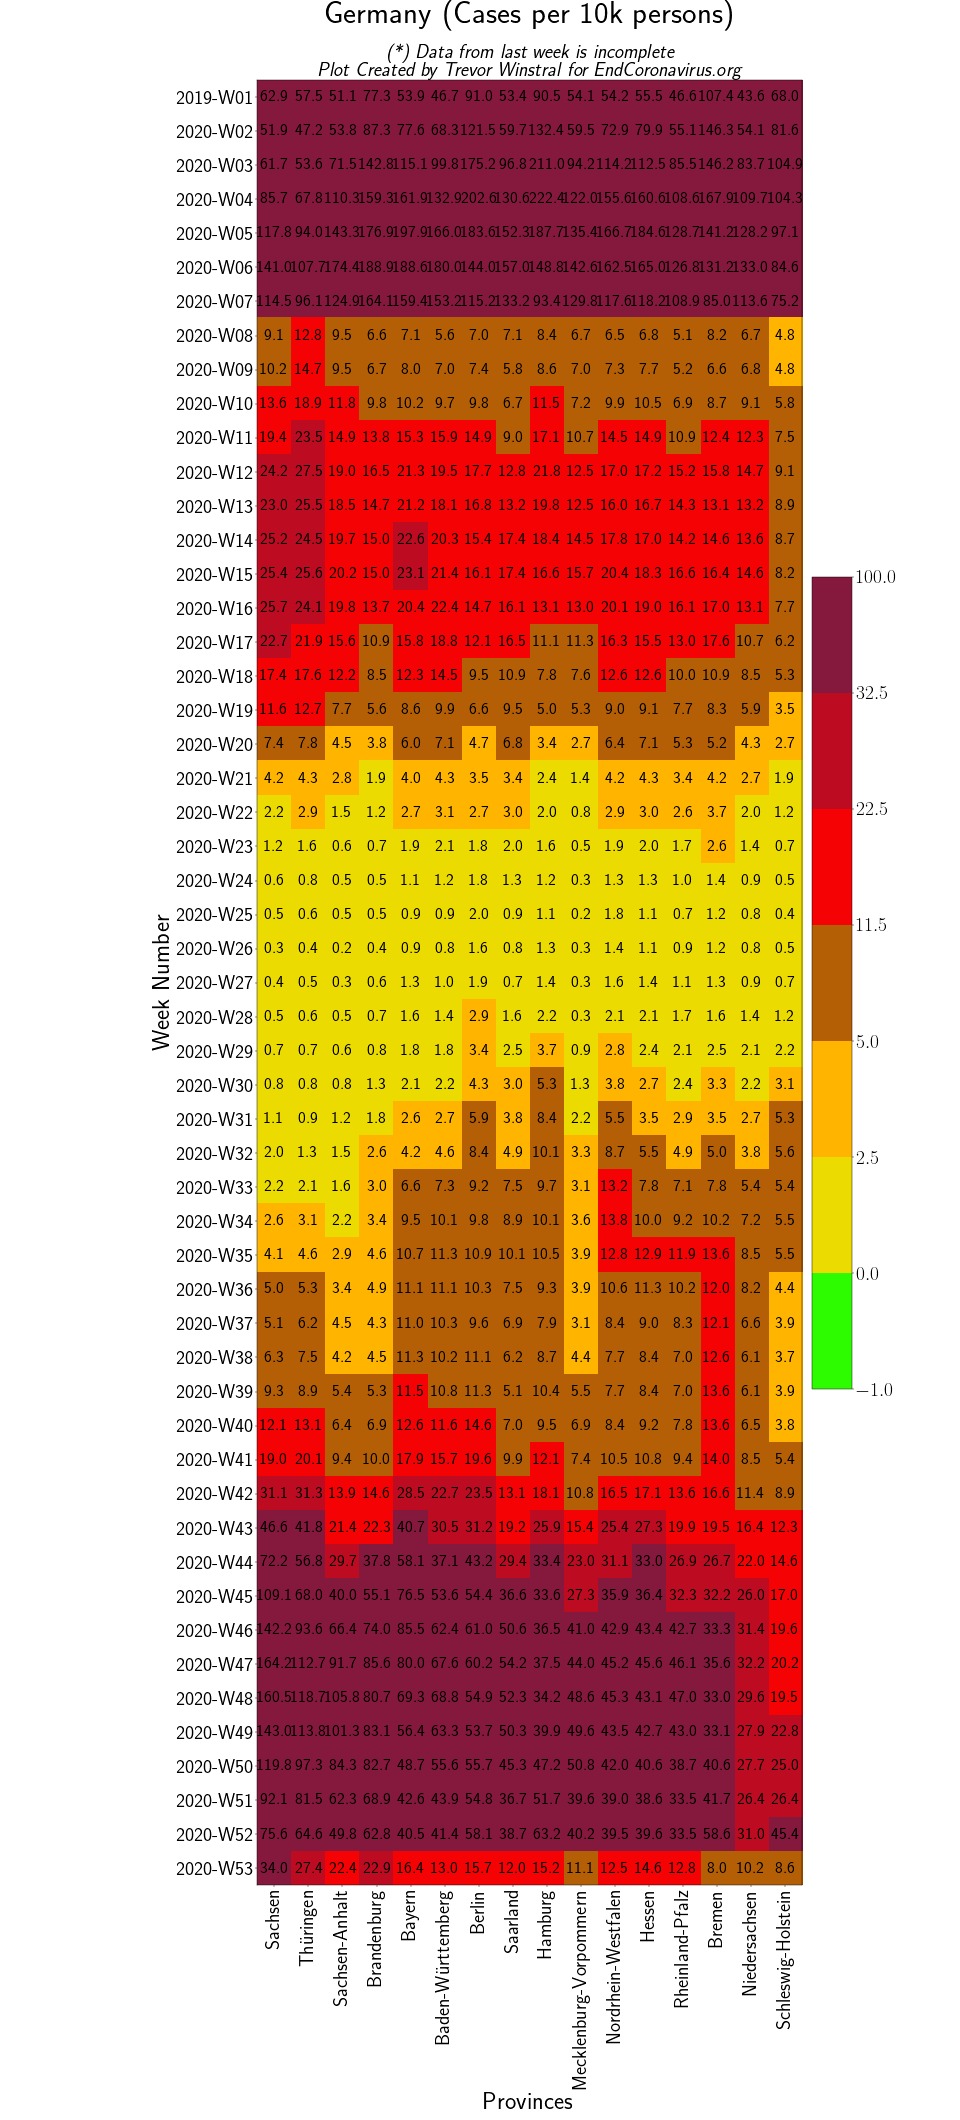 Germany (Cases per 10k persons)
(*) Data from last week is incomplete
Plot Created by Trevor Winstral for EndCoronavirus.org
2019-W01 62.9 57.5 51.1 77.3 53.9 46.7 91.0 53.4 90.5 54.1 54.2 55.5 46.6 107.4 43.6 68.0
2020-W02 51.9 47.2 53.8 87.3 77.6 68.3 121.5 59.7 132.4 59.5 72.9 79.9 55.1 146.3 54.1 81.6
2020-W03 61.7 53.6 71.5 142.8 115.1 99.8 175.2 96.8 211.0 94.2 114.2 112.5 85.5 146.2 83.7 104.9
2020-W04 85.7 67.8 110.3 159.3 161.9 132.9 202.6 130.6 222.4 122.0 155.6 160.6 108.6 167.9 109.7 104.3
2020-W05 117.8 94.0 143.3 176.9 197.9 166.0 183.6 152.3 187.7 135.4 166.7 184.6 128.7 141.2 128.2 97.1
2020-W06 141.0 107.7 174.4 188.9 188.6 180.0 144.0 157.0 148.8 142.6 162.5 165.0 126.8 131.2 133.0 84.6
2020-W07 114.5 96.1 124.9 164.1 159.4 153.2 115.2 133.2 93.4 129.8 117.6 118.2 108.9 85.0 113.6 75.2
2020-W08 9.1 12.8 9.5 6.6 7.1 5.6 7.0 7.1 8.4 6.7 6.5 6.8 5.1 8.2 6.7 4.8
2020-W09 10.2 14.7 9.5 6.7 8.0 7.0 7.4 5.8 8.6 7.0 7.3 7.7 5.2 6.6 6.8 4.8
2020-W10 13.6 18.9 11.8 9.8 10.2 9.7 9.8 6.7 11.5 7.2 9.9 10.5 6.9 8.7 9.1 5.8
2020-W11 19.4 23.5 14.9 13.8 15.3 15.9 14.9 9.0 17.1 10.7 14.5 14.9 10.9 12.4 12.3 7.5
2020-W12 24.2 27.5 19.0 16.5 21.3 19.5 17.7 12.8 21.8 12.5 17.0 17.2 15.2 15.8 14.7 9.1
2020-W13 23.0 25.5 18.5 14.7 21.2 18.1 16.8 13.2 19.8 12.5 16.0 16.7 14.3 13.1 13.2 8.9
2020-W14 25.2 24.5 19.7 15.0 22.6 20.3 15.4 17.4 18.4 14.5 17.8 17.0 14.2 14.6 13.6 8.7
2020-W15 25.4 25.6 20.2 15.0 23.1 21.4 16.1 17.4 16.6 15.7 20.4 18.3 16.6 16.4 14.6 8.2
2020-W16 25.7 24.1 19.8 13.7 20.4 22.4 14.7 16.1 13.1 13.0 20.1 19.0 16.1 17.0 13.1 7.7
2020-W17 22.7 21.9 15.6 10.9 15.8 18.8 12.1 16.5 11.1 11.3 16.3 15.5 13.0 17.6 10.7 6.2
2020-W18 17.4 17.6 12.2 8.5 12.3 14.5 9.5 10.9 7.8 7.6 12.6 12.6 10.0 10.9 8.5 5.3
2020-W19 11.6 12.7 7.7 5.6 8.6 9.9 6.6 9.5 5.0 5.3 9.0 9.1 7.7 8.3 5.9 3.5
2020-W20 7.4 7.8 4.5 3.8 6.0 7.1 4.7 6.8 3.4 2.7 6.4 7.1 5.3 5.2 4.3 2.7
2020-W21 4.2 4.3 2.8 1.9 4.0 4.3 3.5 3.4 2.4 1.4 4.2 4.3 3.4 4.2 2.7 1.9
2020-W22 2.2 2.9 1.5 1.2 2.7 3.1 2.7 3.0 2.0 0.8 2.9 3.0 2.6 3.7 2.0 1.2
2020-W23 1.2 1.6 0.6 0.7 1.9 2.1 1.8 2.0 1.6 0.5 1.9 2.0 1.7 2.6 1.4 0.7
2020-W24 0.6 0.8 0.5 0.5 1.1 1.2 1.8 1.3 1.2 0.3 1.3 1.3 1.0 1.4 0.9 0.5
2020-W25 0.5 0.6 0.5 0.5 0.9 0.9 2.0 0.9 1.1 0.2 1.8 1.1 0.7 1.2 0.8 0.4
2020-W26 0.3 0.4 0.2 0.4 0.9 0.8 1.6 0.8 1.3 0.3 1.4 1.1 0.9 1.2 0.8 0.5
2020-W27 0.4 0.5 0.3 0.6 1.3 1.0 1.9 0.7 1.4 0.3 1.6 1.4 1.1 1.3 0.9 0.7
2020-W28 0.5 0.6 0.5 0.7 1.6 1.4 2.9 1.6 2.2 0.3 2.1 2.1 1.7 1.6 1.4 1.2
2020-W29 0.7 0.7 0.6 0.8 1.8 1.8 3.4 2.5 3.7 0.9 2.8 2.4 2.1 2.5 2.1 2.2
2020-W30 0.8 0.8 0.8 1.3 2.1 2.2 4.3 3.0 5.3 1.3 3.8 2.7 2.4 3.3 2.2 3.1
2020-W31 1.1 0.9 1.2 1.8 2.6 2.7 5.9 3.8 8.4 2.2 5.5 3.5 2.9 3.5 2.7 5.3
2020-W32 2.0 1.3 1.5 2.6 4.2 4.6 8.4 4.9 10.1 3.3 8.7 5.5 4.9 5.0 3.8 5.6
2020-W33 2.2 2.1 1.6 3.0 6.6 7.3 9.2 7.5 9.7 3.1 13.2 7.8 7.1 7.8 5.4 5.4
2020-W34 2.6 3.1 2.2 3.4 9.5 10.1 9.8 8.9 10.1 3.6 13.8 10.0 9.2 10.2 7.2 5.5
2020-W35 4.1 4.6 2.9 4.6 10.7 11.3 10.9 10.1 10.5 3.9 12.8 12.9 11.9 13.6 8.5 5.5
2020-W36 5.0 5.3 3.4 4.9 11.1 11.1 10.3 7.5 9.3 3.9 10.6 11.3 10.2 12.0 8.2 4.4
2020-W37 5.1 6.2 4.5 4.3 11.0 10.3 9.6 6.9 7.9 3.1 8.4 9.0 8.3 12.1 6.6 3.9
2020-W38 6.3 7.5 4.2 4.5 11.3 10.2 11.1 6.2 8.7 4.4 7.7 8.4 7.0 12.6 6.1 3.7
2020-W39 9.3 8.9 5.4 5.3 11.5 10.8 11.3 5.1 10.4 5.5 7.7 8.4 7.0 13.6 6.1 3.9
2020-W40 12.1 13.1 6.4 6.9 12.6 11.6 14.6 7.0 9.5 6.9 8.4 9.2 7.8 13.6 6.5 3.8
2020-W41 19.0 20.1 9.4 10.0 17.9 15.7 19.6 9.9 12.1 7.4 10.5 10.8 9.4 14.0 8.5 5.4
2020-W42 31.1 31.3 13.9 14.6 28.5 22.7 23.5 13.1 18.1 10.8 16.5 17.1 13.6 16.6 11.4 8.9
2020-W43 46.6 41.8 21.4 22.3 40.7 30.5 31.2 19.2 25.9 15.4 25.4 27.3 19.9 19.5 16.4 12.3
2020-W44 72.2 56.8 29.7 37.8 58.1 37.1 43.2 29.4 33.4 23.0 31.1 33.0 26.9 26.7 22.0 14.6
2020-W45 109.1 68.0 40.0 55.1 76.5 53.6 54.4 36.6 33.6 27.3 35.9 36.4 32.3 32.2 26.0 17.0
2020-W46 142.2 93.6 66.4 74.0 85.5 62.4 61.0 50.6 36.5 41.0 42.9 43.4 42.7 33.3 31.4 19.6
2020-W47 164.2 112.7 91.7 85.6 80.0 67.6 60.2 54.2 37.5 44.0 45.2 45.6 46.1 35.6 32.2 20.2
2020-W48 160.5 118.7 105.8 80.7 69.3 68.8 54.9 52.3 34.2 48.6 45.3 43.1 47.0 33.0 29.6 19.5
2020-W49 143.0 113.8 101.3 83.1 56.4 63.3 53.7 50.3 39.9 49.6 43.5 42.7 43.0 33.1 27.9 22.8
2020-W50 119.8 97.3 84.3 82.7 48.7 55.6 55.7 45.3 47.2 50.8 42.0 40.6 38.7 40.6 27.7 25.0
2020-W51 92.1 81.5 62.3 68.9 42.6 43.9 54.8 36.7 51.7 39.6 39.0 38.6 33.5 41.7 26.4 26.4
2020-W52 75.6 64.6 49.8 62.8 40.5 41.4 58.1 38.7 63.2 40.2 39.5 39.6 33.5 58.6 31.0 45.4
2020-W53 34.0 27.4 22.4 22.9 16.4 13.0 15.7 12.0 15.2 11.1 12.5 14.6 12.8 8.0 10.2 8.6
Week Number
Sachsen
Thüringen
Sachsen-Anhalt
Brandenburg
Bayern
Baden-Württemberg
Berlin
Saarland
Hamburg
Mecklenburg-Vorpommern
Nordrhein-Westfalen
Hessen
Rheinland-Pfalz
Bremen
Niedersachsen
Schleswig-Holstein
Provinces
100.0
32.5
22.5
11.5
5.0
2.5
0.0
−1.0